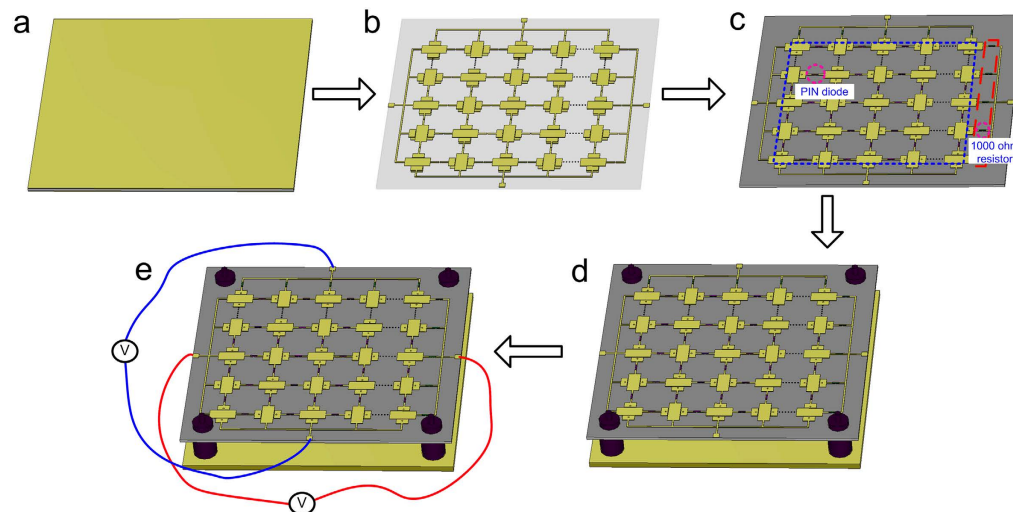 a
b
c
PIN diode
1000 ohm
resistor
e
d
V
V